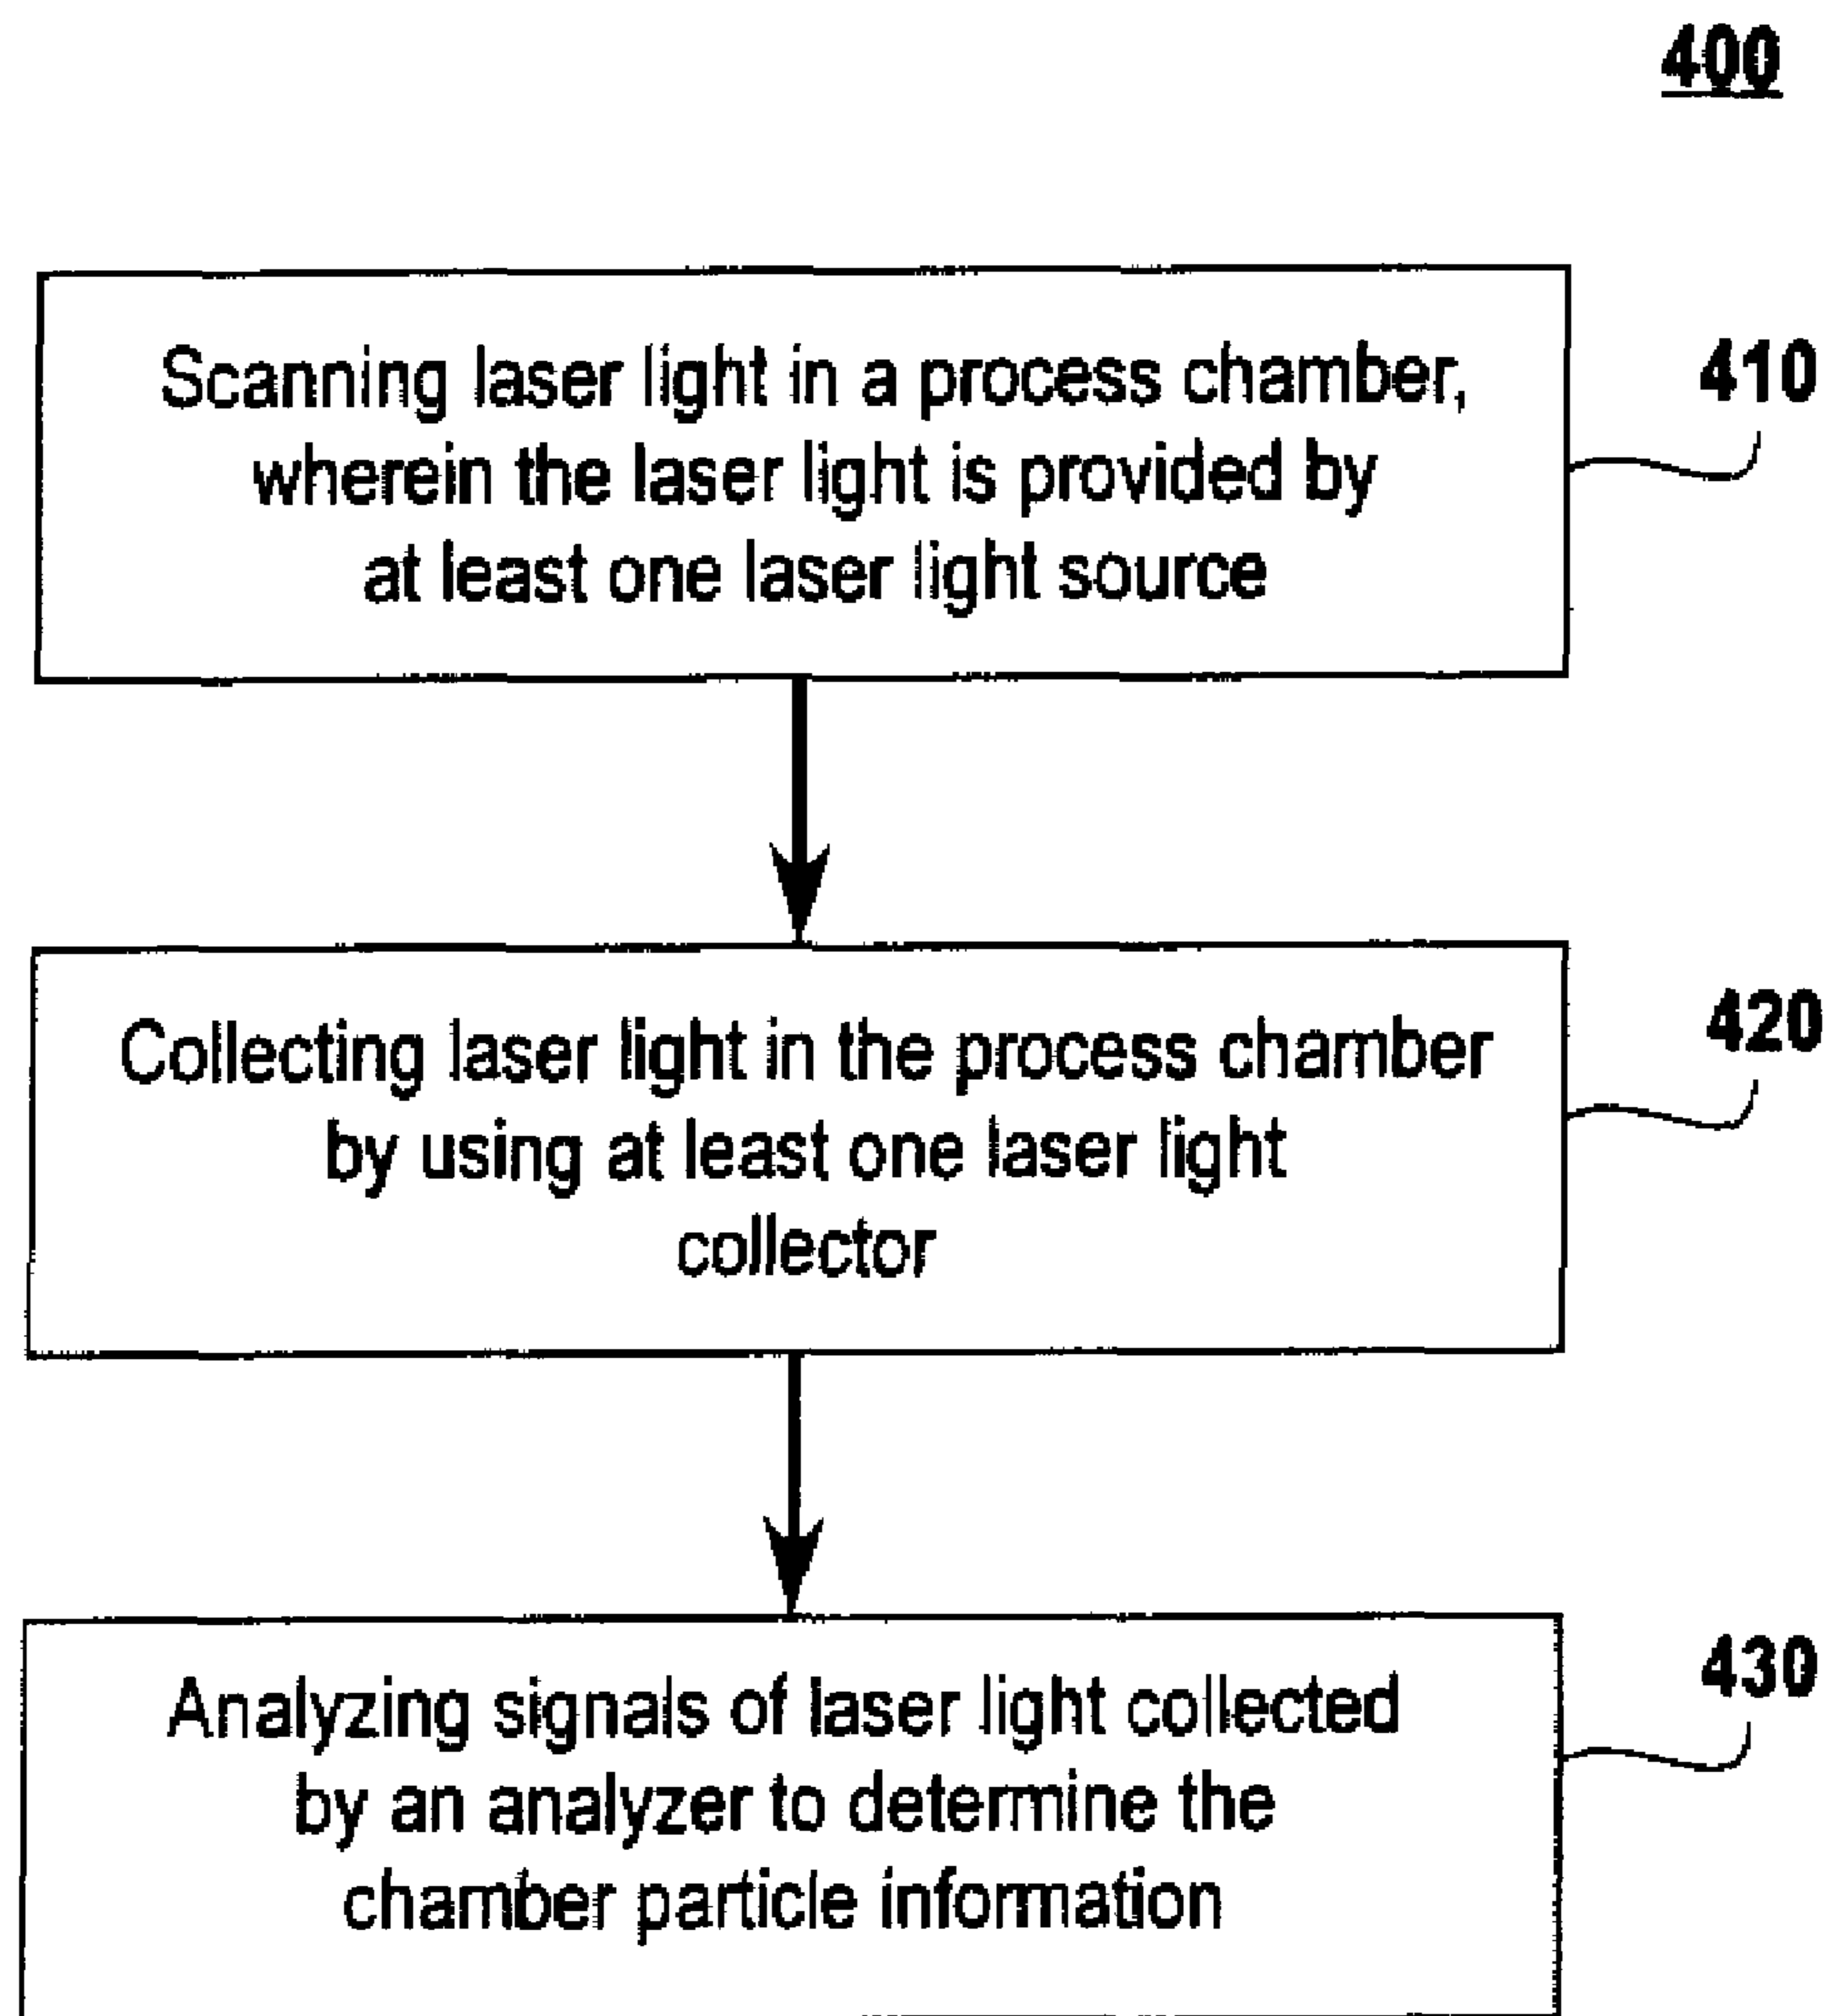 400
Scanning laser light in a process chamber,
wherein the laser light is provided by
at least one laser light source
410
Collecting laser light in the process chamber
by using at least one laser light
collector
420
Analyzing signals of laser light collected
by an analyzer to determine the
chamber particle information
430